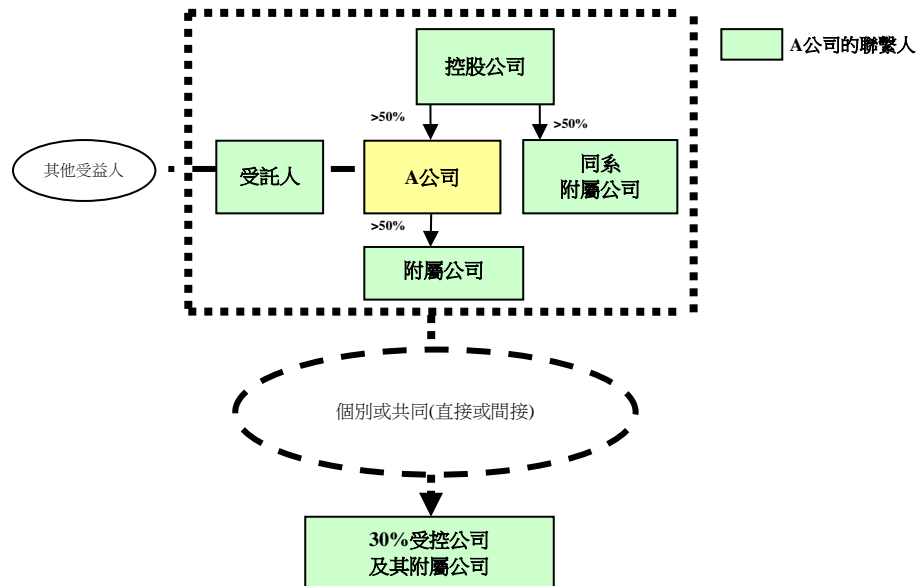 A公司的聯繫人
控股公司
>50%
>50%
其他受益人
受託人
A公司
同系
附屬公司
>50%
附屬公司
個別或共同(直接或間接)
30%受控公司
及其附屬公司